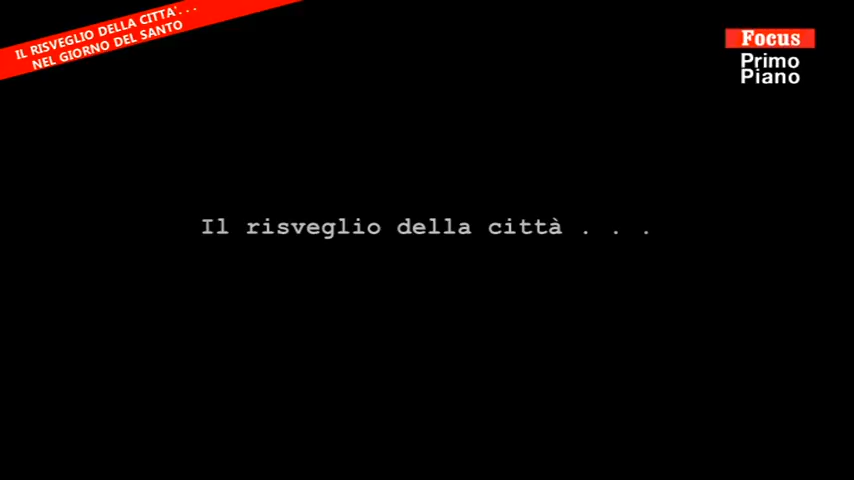 IL RISVEGLIO DELLA CITTA'. . .
NEL GIORNO DEL SANTO
Focus
Primo
Piano
Il risveglio della città . . .